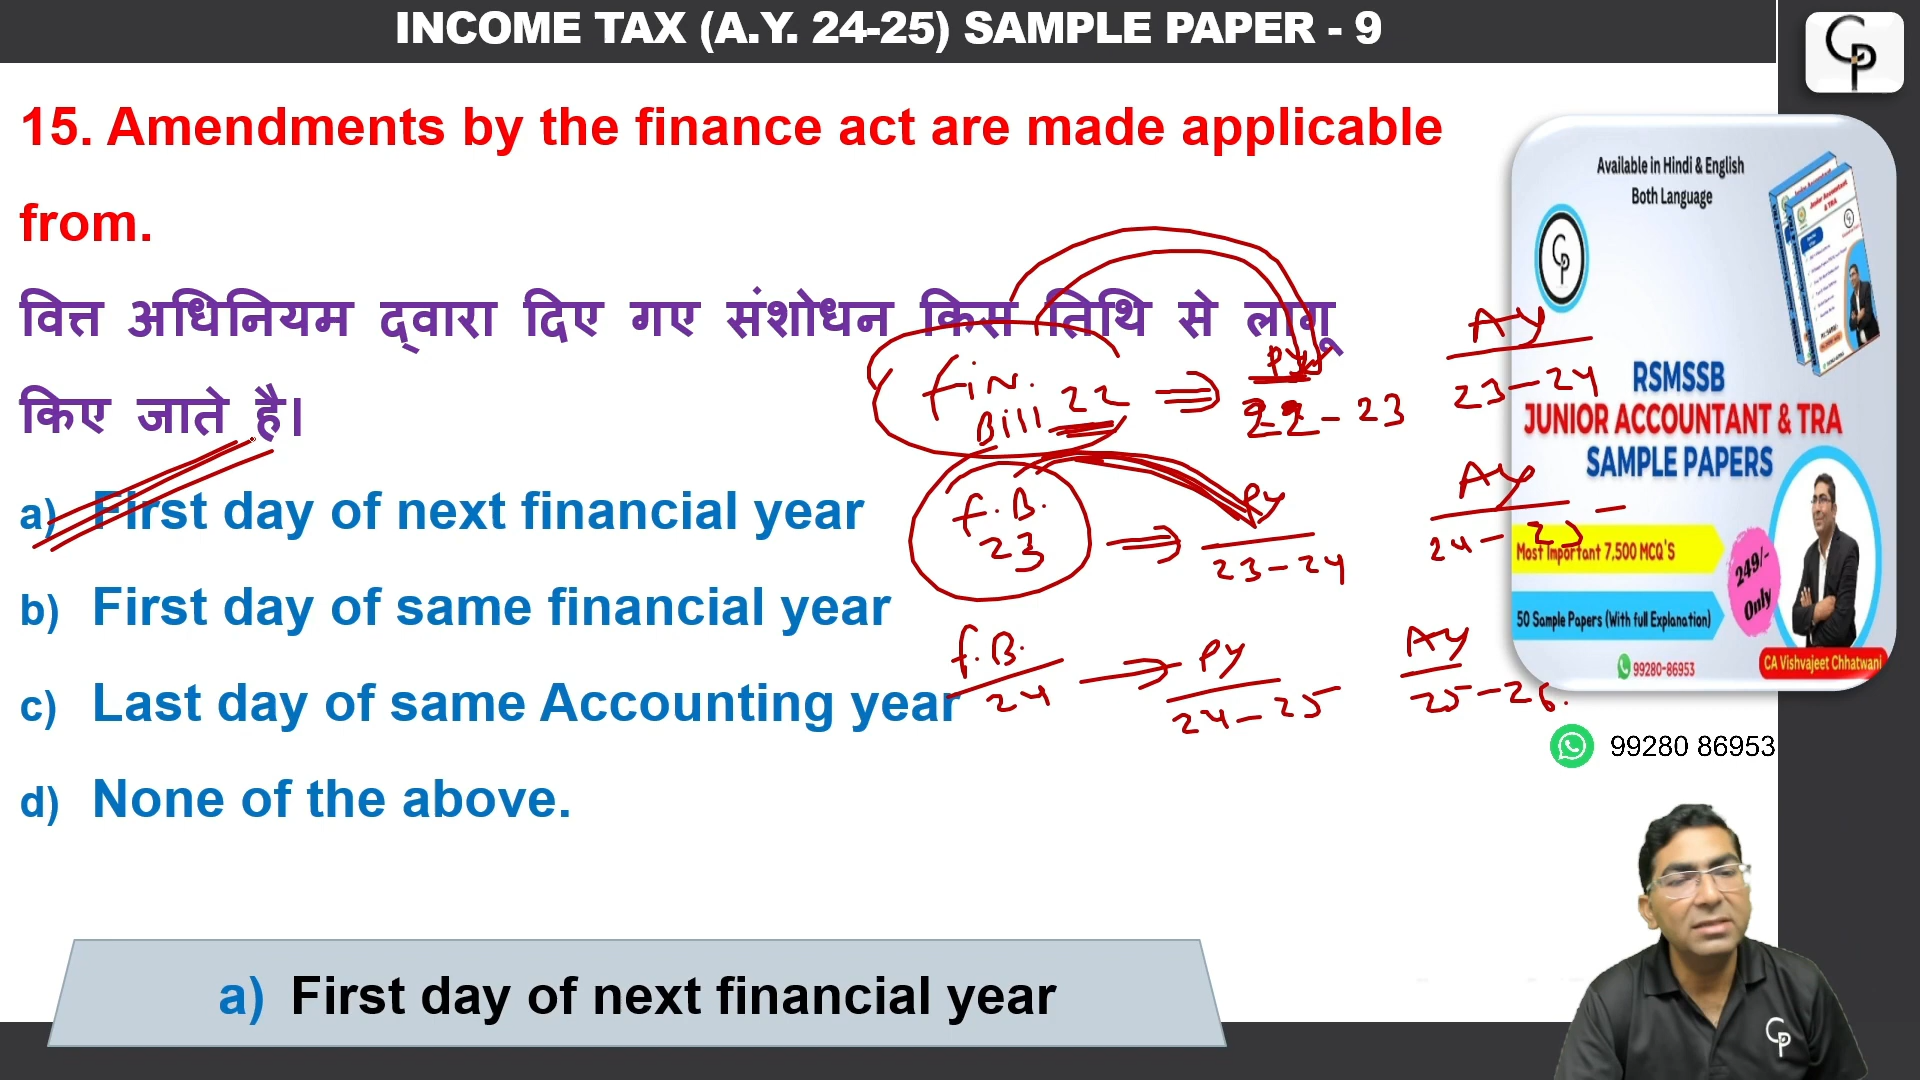 INCOME TAX (A.Y. 24-25) SAMPLE PAPER - 9
15. Amendments by the finance act are made applicable
from.
वित्त अधिनियम द्वारा दिए गए संशोधन किस तिथि से लागू
किए जाते है।
a) First day of next financial year
b) First day of same financial year
c) Last day of same Accounting year
d) None of the above.
a) First day of next financial year
Fin. Bill 22 ⇒ PY 22-23 AY 23-24
F.B. 23 ⇒ PY 23-24 AY 24-25
F.B. 24 → PY 24-25 AY 25-26.
CP
Available in Hindi & English
Both Language
CP
RSMSSB
JUNIOR ACCOUNTANT & TRA
SAMPLE PAPERS
Most Important 7,500 MCQ'S
249/-
Only
50 Sample Papers (With full Explanation)
99280-86953
CA Vishvajeet Chhatwani
99280 86953
CP